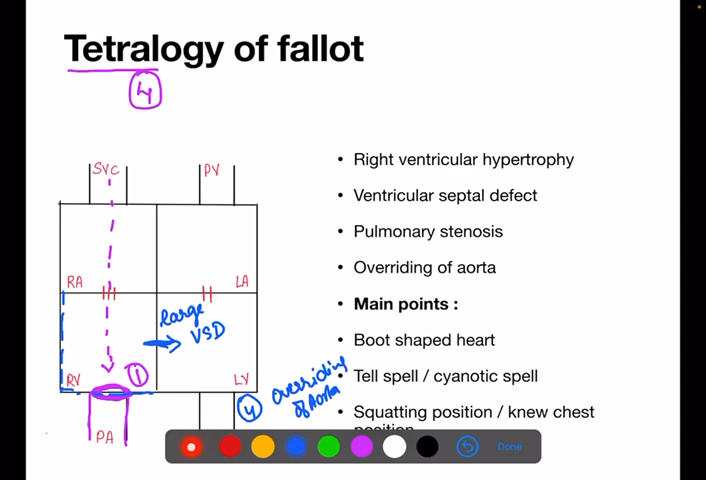 Tetralogy of fallot
4
SVC
PV
• Right ventricular hypertrophy
• Ventricular septal defect
• Pulmonary stenosis
• Overriding of aorta
RA
LA
• Main points :
large
VSD
• Boot shaped heart
RV
1
LV
• Tell spell / cyanotic spell
4 overriding
of Aorta
• Squatting position / knew chest
position
PA
Done